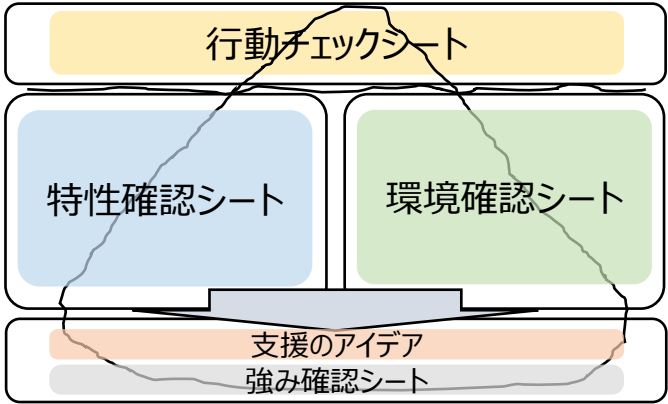 行動チェックシート
特性確認シート
環境確認シート
支援のアイデア
強み確認シート